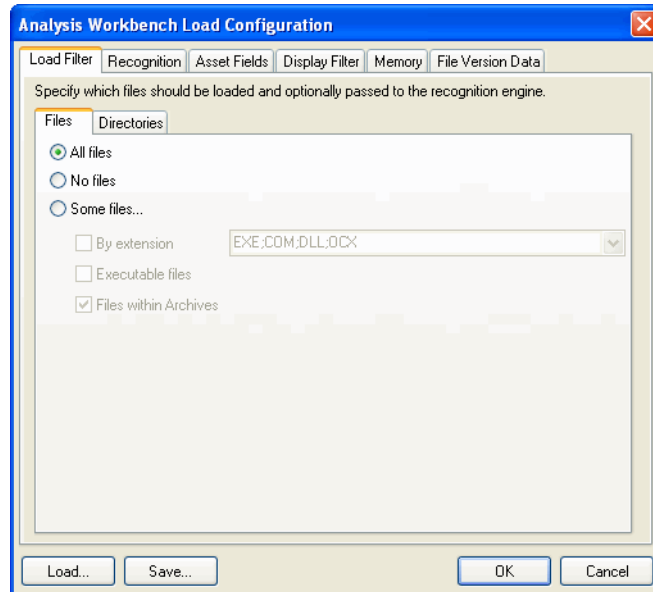 Analysis Workbench Load Configuration
Load Filter Recognition Asset Fields Display Filter Memory File Version Data
Specify which files should be loaded and optionally passed to the recognition engine.
Files Directories
All files
No files
Some files...
By extension EXE;COM;DLL;OCX
Executable files
Files within Archives
Load... Save... OK Cancel